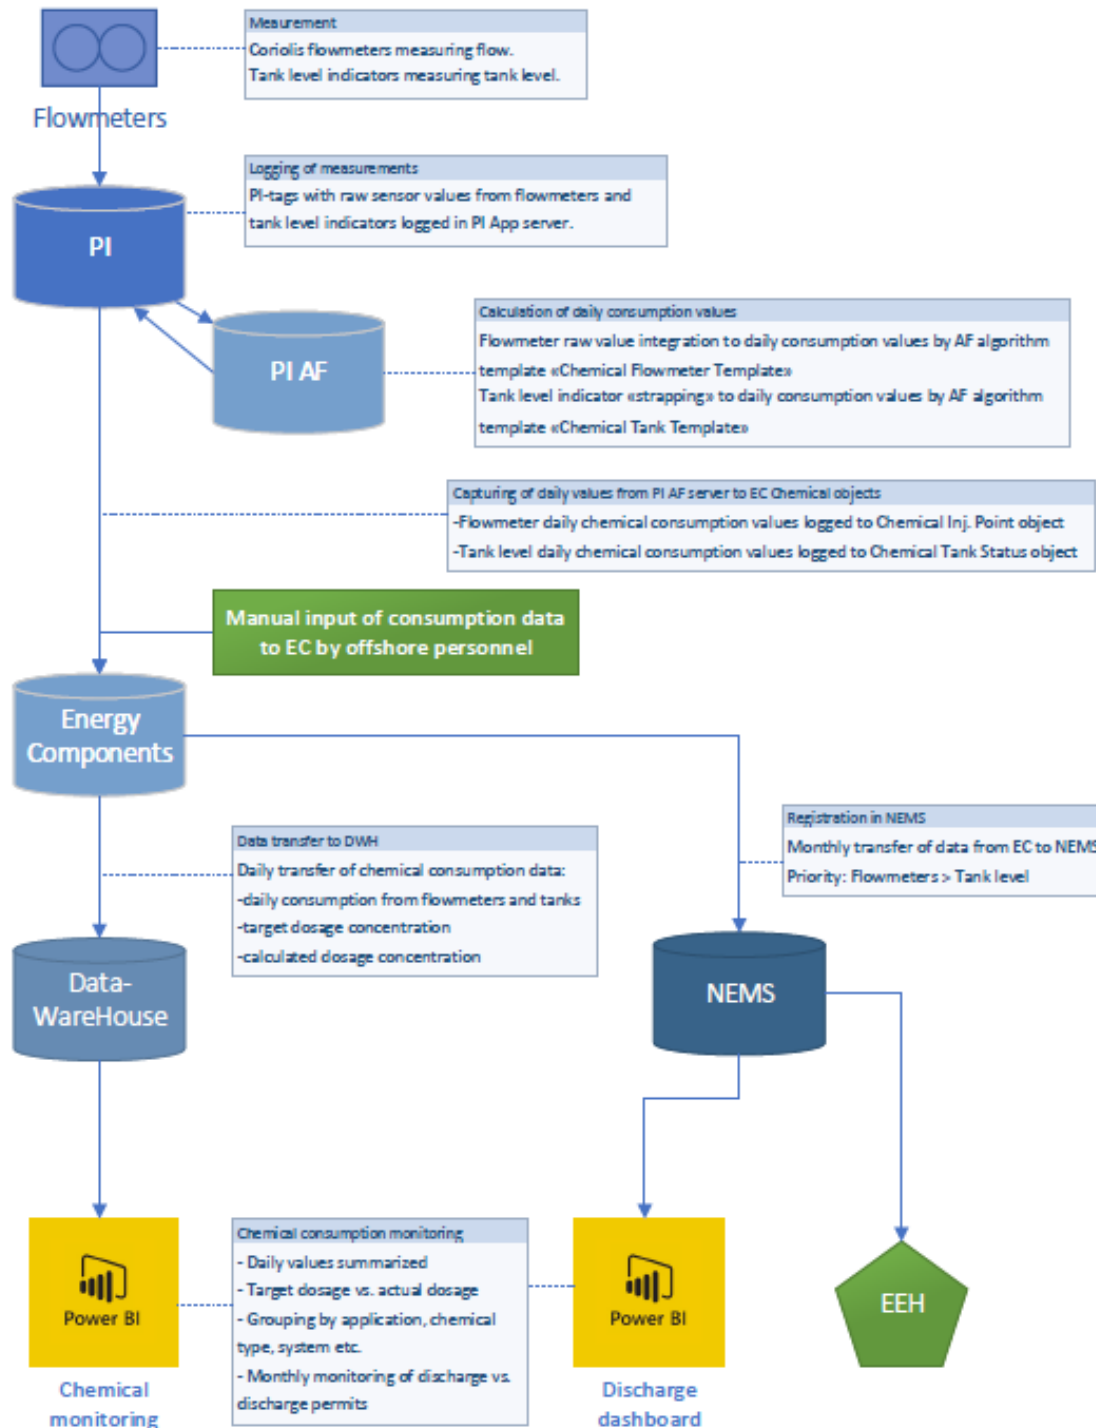 Measurement
Coriolis flowmeters measuring flow.
Tank level indicators measuring tank level.
Flowmeters
Logging of measurements
PI-tags with raw sensor values from flowmeters and
tank level indicators logged in PI App server.
PI
Calculation of daily consumption values
Flowmeter raw value integration to daily consumption values by AF algorithm
template «Chemical Flowmeter Template»
Tank level indicator «strapping» to daily consumption values by AF algorithm
template «Chemical Tank Template»
PI AF
Capturing of daily values from PI AF server to EC Chemical objects
-Flowmeter daily chemical consumption values logged to Chemical Inj. Point object
-Tank level daily chemical consumption values logged to Chemical Tank Status object
Manual input of consumption data
to EC by offshore personnel
Energy
Components
Registration in NEMS
Monthly transfer of data from EC to NEMS
Priority: Flowmeters > Tank level
Data transfer to DWH
Daily transfer of chemical consumption data:
-daily consumption from flowmeters and tanks
-target dosage concentration
-calculated dosage concentration
Data-
WareHouse
NEMS
Chemical consumption monitoring
- Daily values summarized
- Target dosage vs. actual dosage
- Grouping by application, chemical
type, system etc.
- Monthly monitoring of discharge vs.
discharge permits
Power BI
Power BI
EEH
Chemical
monitoring
Discharge
dashboard